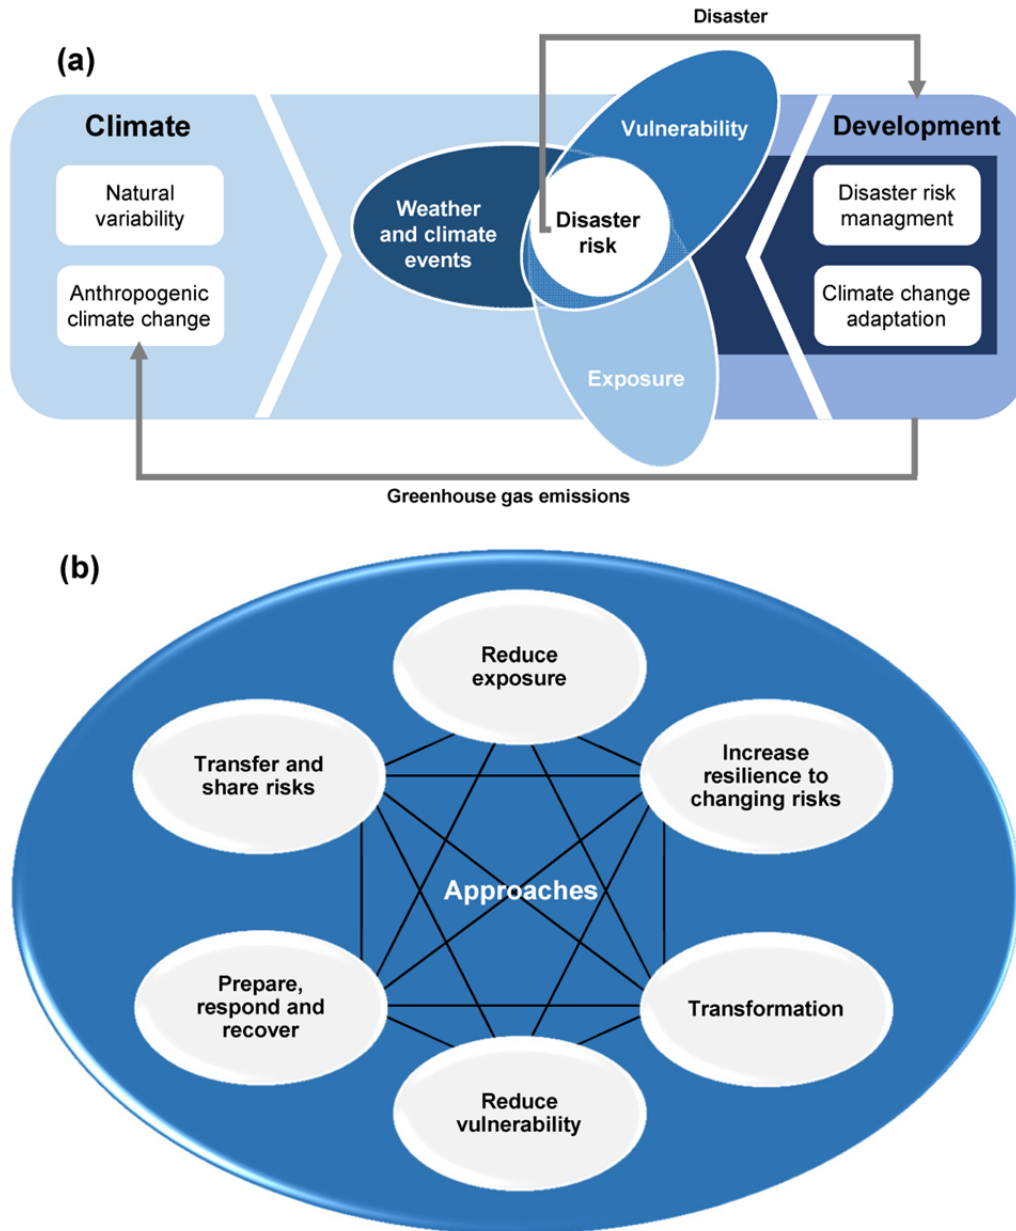 Disaster
(a)
Climate
Natural
variability
Anthropogenic
climate change
Weather
and climate
events
Vulnerability
Disaster
risk
Exposure
Development
Disaster risk
managment
Climate change
adaptation
Greenhouse gas emissions
(b)
Reduce
exposure
Transfer and
share risks
Increase
resilience to
changing risks
Approaches
Prepare,
respond and
recover
Transformation
Reduce
vulnerability